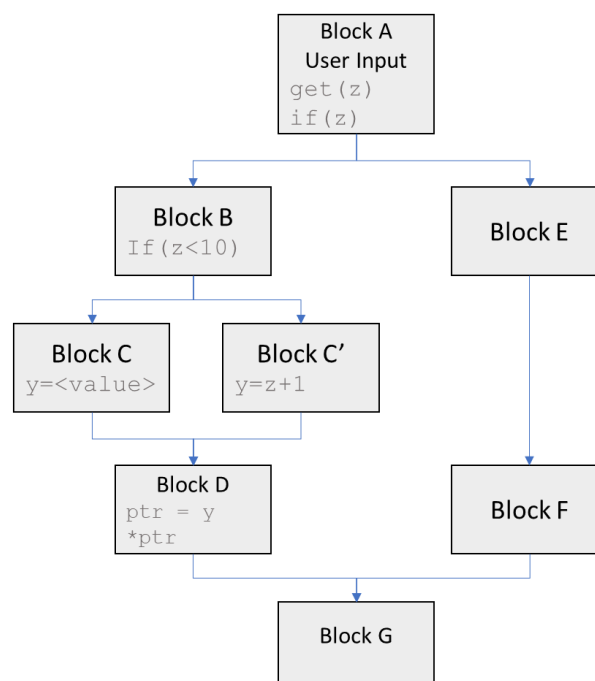 Block A
User Input
get(z)
if(z)
Block B
If(z<10)
Block E
Block C
y=<value>
Block C’
y=z+1
Block D
ptr = y
*ptr
Block F
Block G